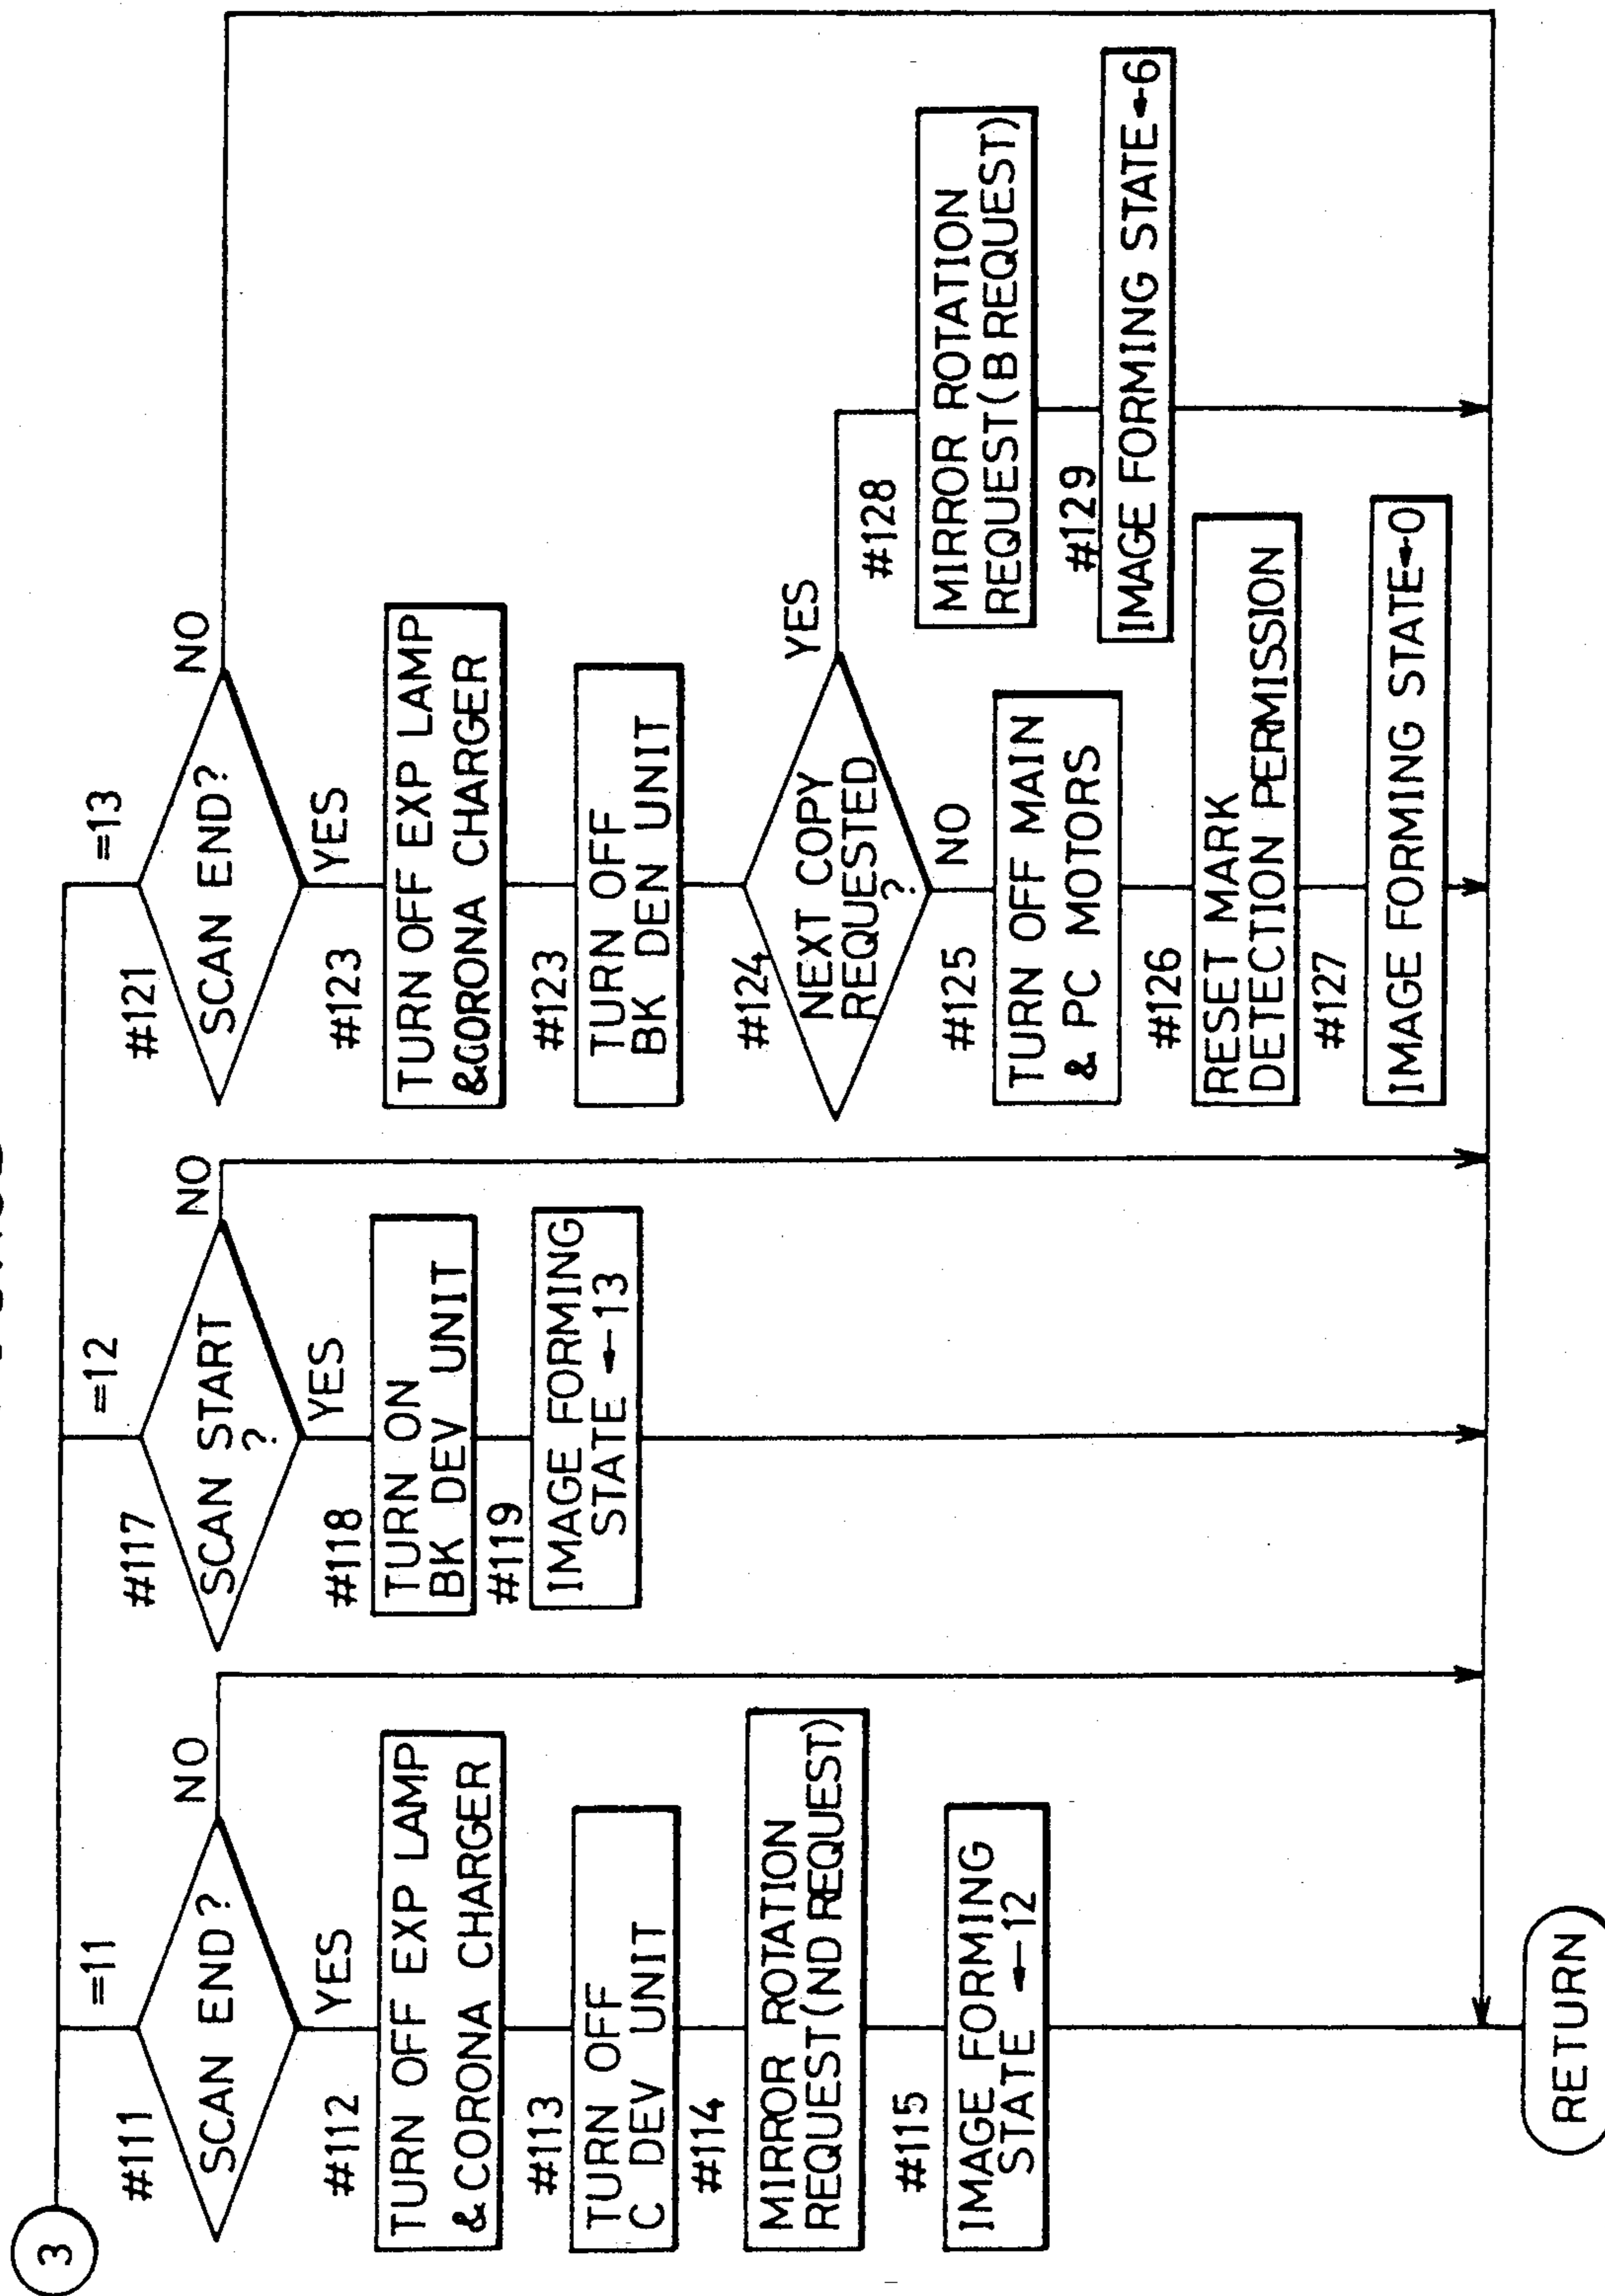 3
=11
#111
SCAN END?
NO
YES
#112
TURN OFF EXP LAMP
& CORONA CHARGER
#113
TURN OFF
C DEV UNIT
#114
MIRROR ROTATION
REQUEST(ND REQUEST)
#115
IMAGE FORMING
STATE ←12
=12
#117
SCAN START
?
NO
YES
#118
TURN ON
BK DEV UNIT
#119
IMAGE FORMING
STATE ←13
=13
#121
SCAN END?
NO
YES
#123
TURN OFF EXP LAMP
&CORONA CHARGER
#123
TURN OFF
BK DEN UNIT
#124
NEXT COPY
REQUESTED
?
YES
NO
#125
TURN OFF MAIN
& PC MOTORS
#126
RESET MARK
DETECTION PERMISSION
#127
IMAGE FORMING STATE←0
#128
MIRROR ROTATION
REQUEST(B REQUEST)
#129
IMAGE FORMING STATE←6
RETURN